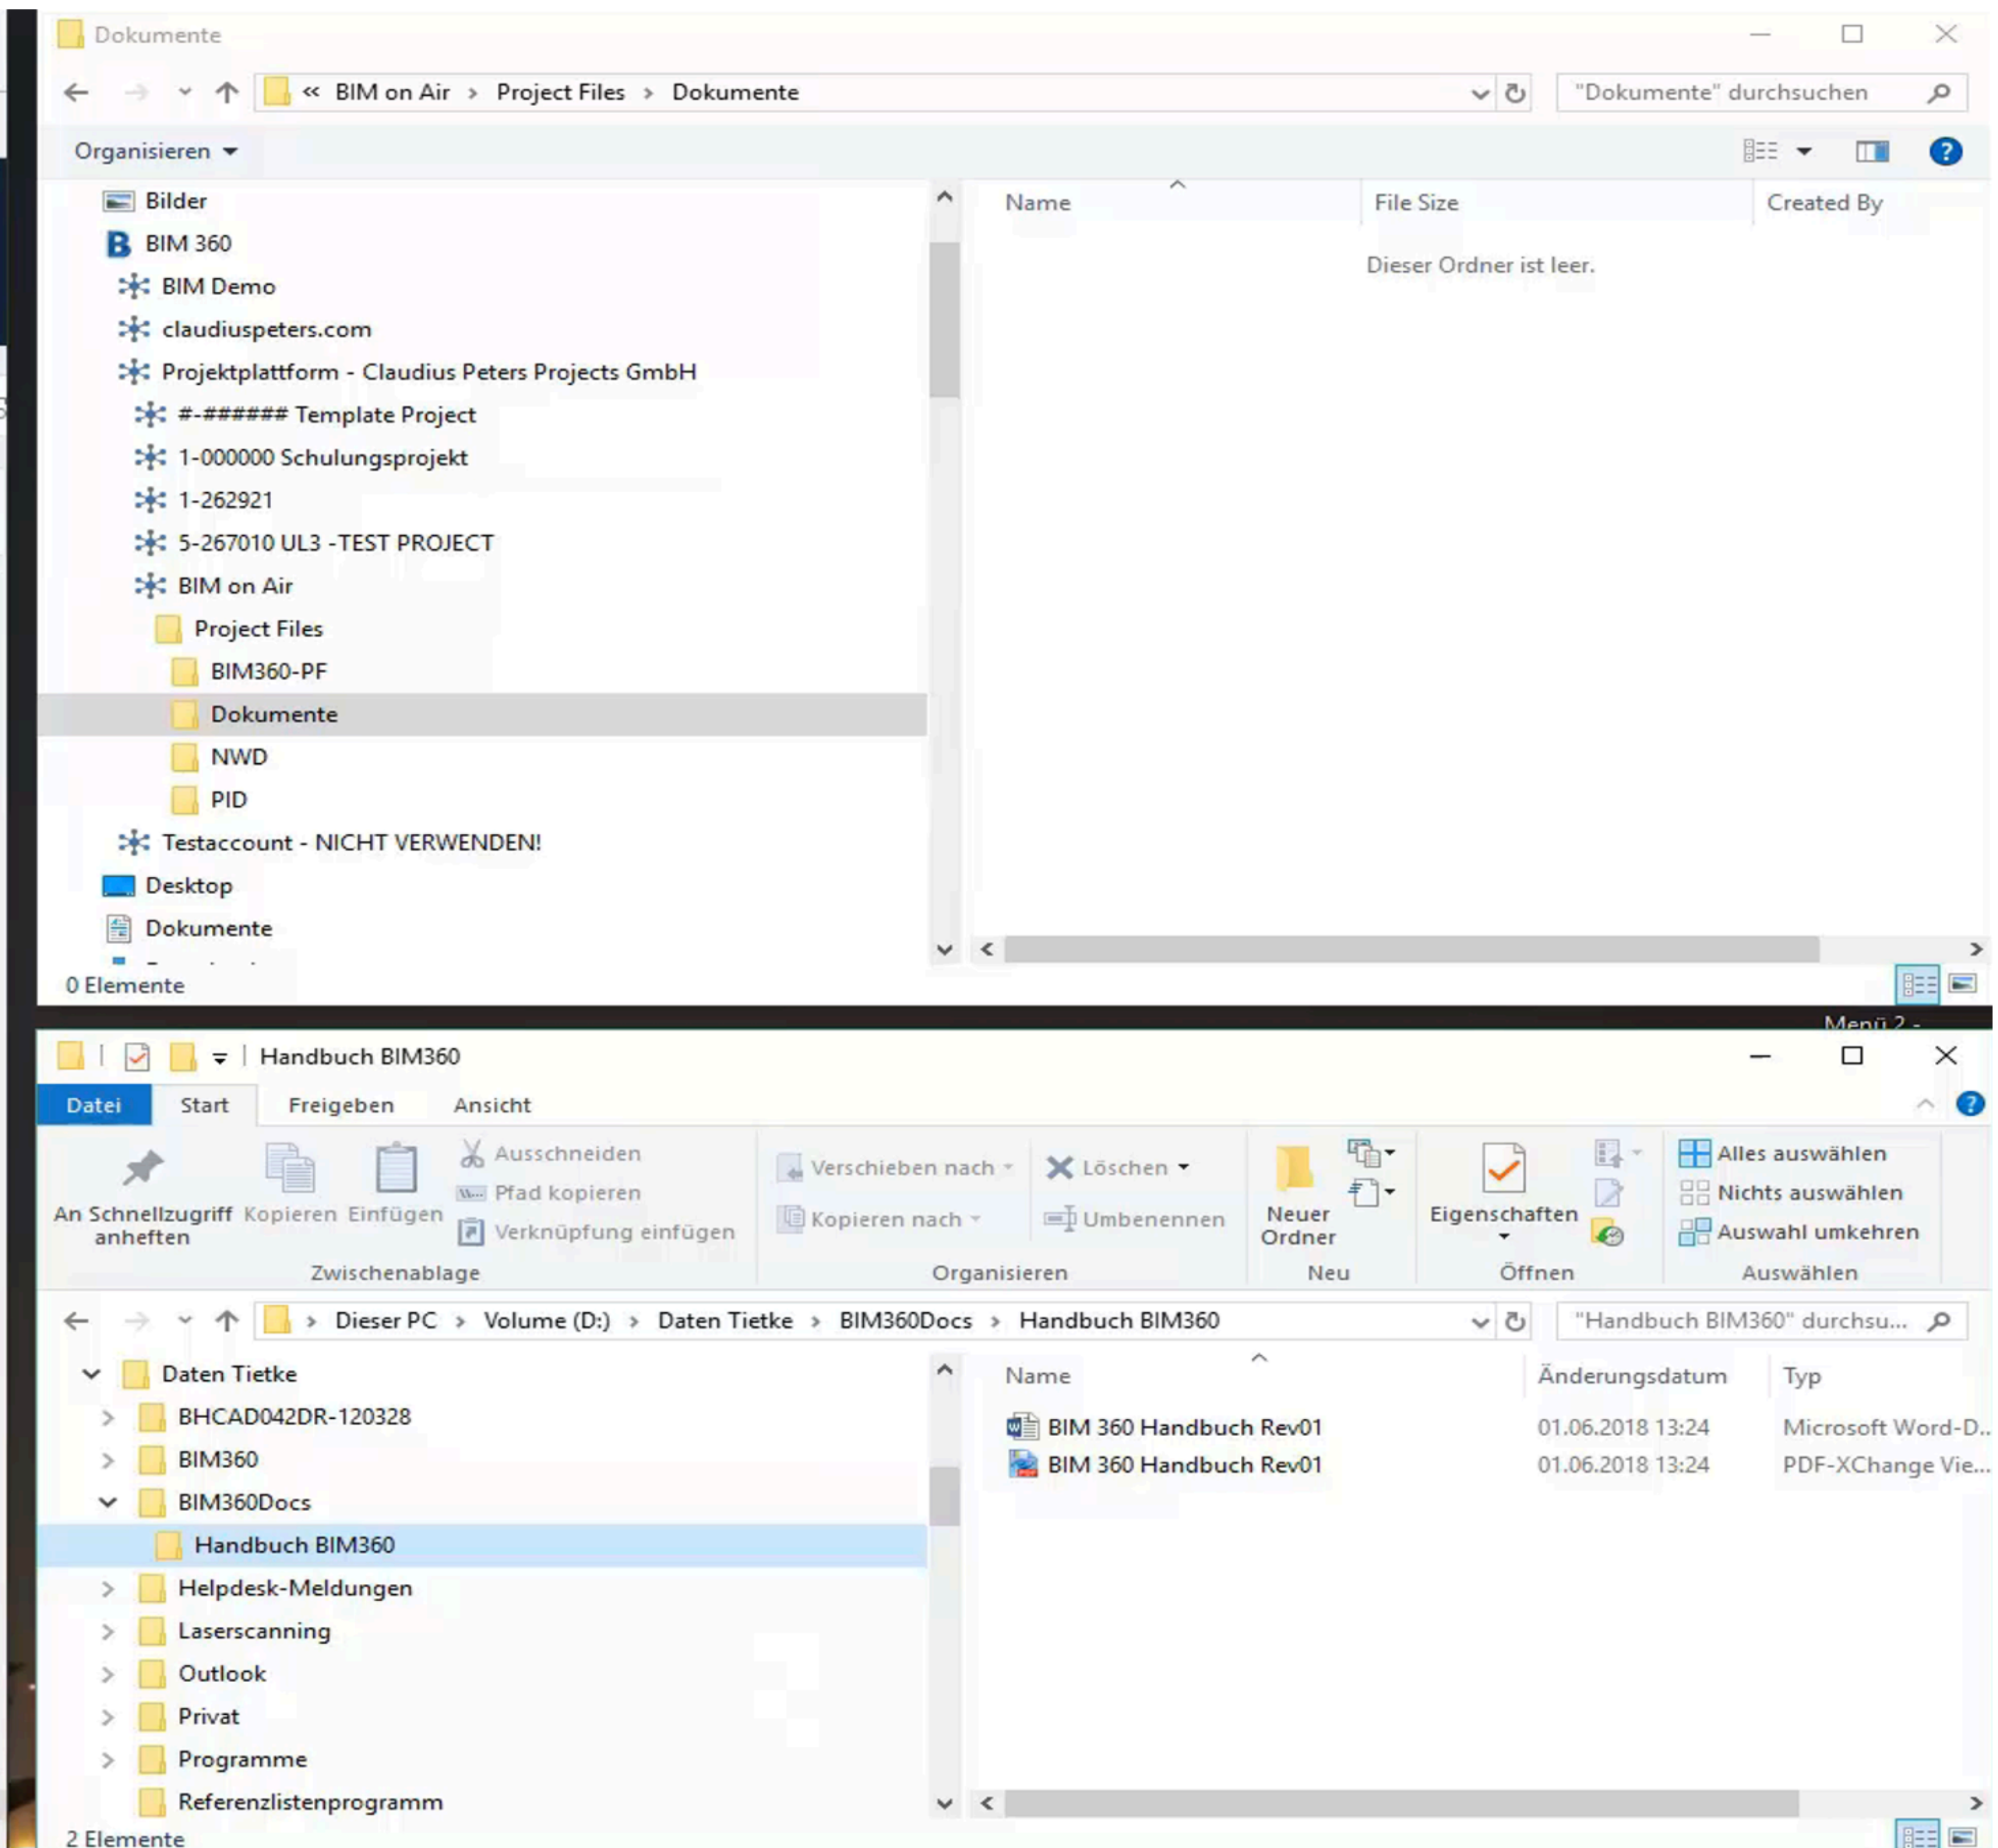 Dokumente
« BIM on Air > Project Files > Dokumente
"Dokumente" durchsuchen
Organisieren
Bilder
BIM 360
BIM Demo
claudiuspeters.com
Projektplattform - Claudius Peters Projects GmbH
#-###### Template Project
1-000000 Schulungsprojekt
1-262921
5-267010 UL3 -TEST PROJECT
BIM on Air
Project Files
BIM360-PF
Dokumente
NWD
PID
Testaccount - NICHT VERWENDEN!
Desktop
Dokumente
Name File Size Created By
Dieser Ordner ist leer.
0 Elemente
Menü 2 -
Handbuch BIM360
Datei Start Freigeben Ansicht
An Schnellzugriff anheften
Kopieren
Einfügen
Ausschneiden
Pfad kopieren
Verknüpfung einfügen
Zwischenablage
Verschieben nach
Kopieren nach
Löschen
Umbenennen
Organisieren
Neuer
Ordner
Neu
Eigenschaften
Öffnen
Alles auswählen
Nichts auswählen
Auswahl umkehren
Auswählen
> Dieser PC > Volume (D:) > Daten Tietke > BIM360Docs > Handbuch BIM360
"Handbuch BIM360" durchsu...
Daten Tietke
BHCAD042DR-120328
BIM360
BIM360Docs
Handbuch BIM360
Helpdesk-Meldungen
Laserscanning
Outlook
Privat
Programme
Referenzlistenprogramm
Name Änderungsdatum Typ
BIM 360 Handbuch Rev01 01.06.2018 13:24 Microsoft Word-D...
BIM 360 Handbuch Rev01 01.06.2018 13:24 PDF-XChange Vie...
2 Elemente